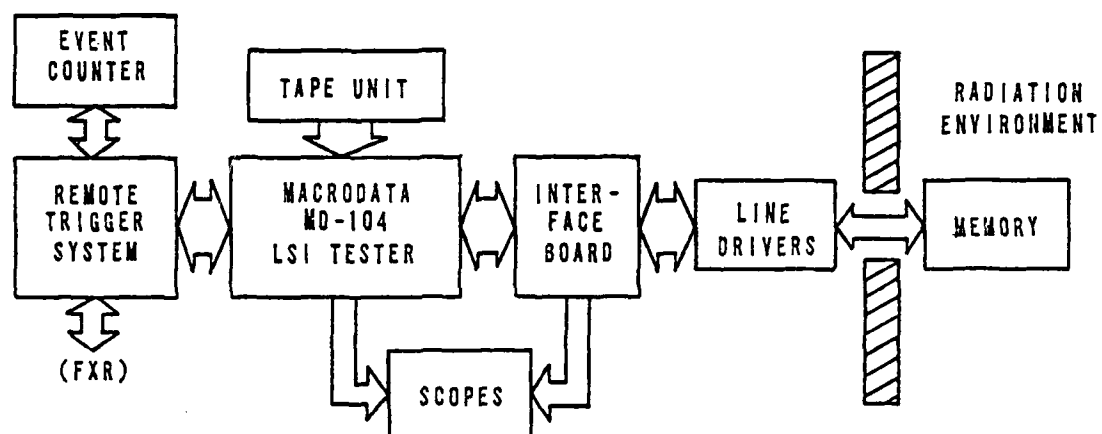 EVENT
COUNTER
TAPE UNIT
RADIATION
ENVIRONMENT
REMOTE
TRIGGER
SYSTEM
MACRODATA
MD-104
LSI TESTER
INTER-
FACE
BOARD
LINE
DRIVERS
MEMORY
(FXR)
SCOPES